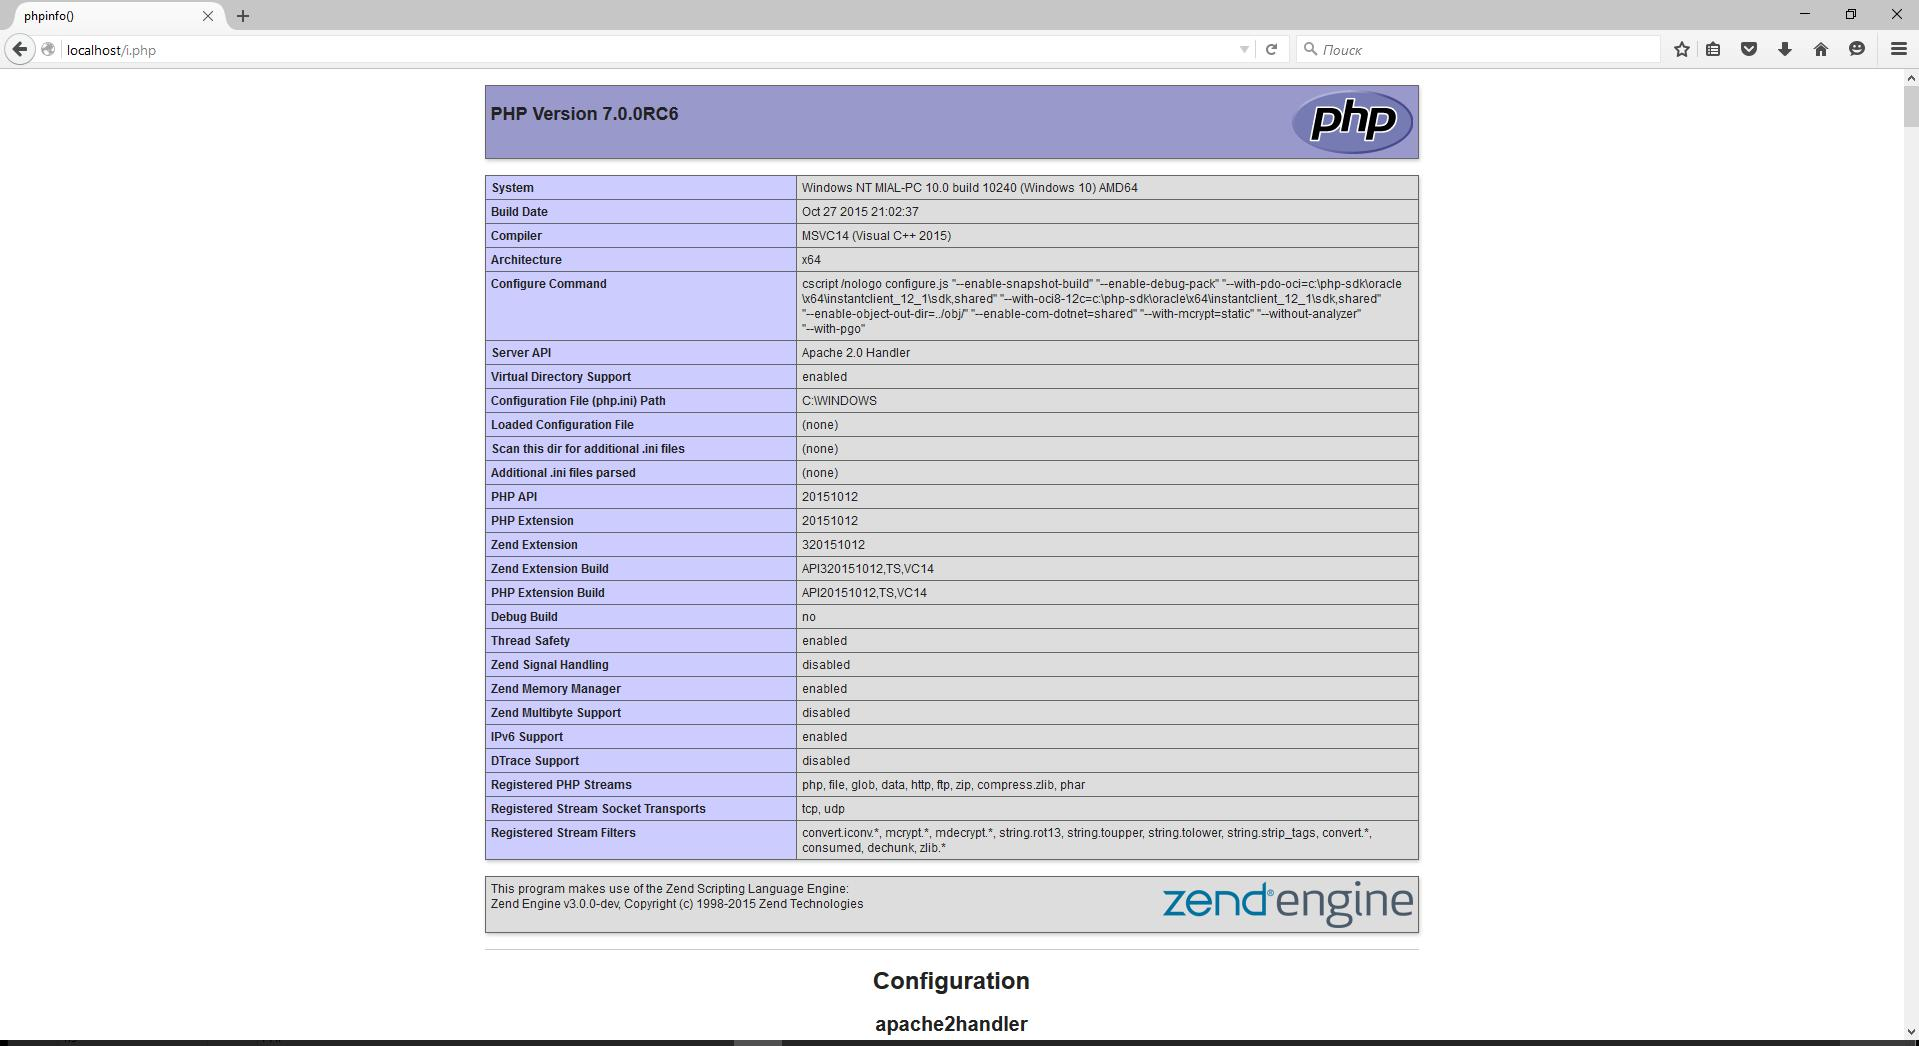 phpinfo()
localhost/i.php
Поиск
PHP Version 7.0.0RC6
php
System Windows NT MIAL-PC 10.0 build 10240 (Windows 10) AMD64
Build Date Oct 27 2015 21:02:37
Compiler MSVC14 (Visual C++ 2015)
Architecture x64
Configure Command cscript /nologo configure.js "--enable-snapshot-build" "--enable-debug-pack" "--with-pdo-oci=c:\php-sdk\oracle
\x64\instantclient_12_1\sdk,shared" "--with-oci8-12c=c:\php-sdk\oracle\x64\instantclient_12_1\sdk,shared"
"--enable-object-out-dir=../obj/" "--enable-com-dotnet=shared" "--with-mcrypt=static" "--without-analyzer"
"--with-pgo"
Server API Apache 2.0 Handler
Virtual Directory Support enabled
Configuration File (php.ini) Path C:\WINDOWS
Loaded Configuration File (none)
Scan this dir for additional .ini files (none)
Additional .ini files parsed (none)
PHP API 20151012
PHP Extension 20151012
Zend Extension 320151012
Zend Extension Build API320151012,TS,VC14
PHP Extension Build API20151012,TS,VC14
Debug Build no
Thread Safety enabled
Zend Signal Handling disabled
Zend Memory Manager enabled
Zend Multibyte Support disabled
IPv6 Support enabled
DTrace Support disabled
Registered PHP Streams php, file, glob, data, http, ftp, zip, compress.zlib, phar
Registered Stream Socket Transports tcp, udp
Registered Stream Filters convert.iconv.*, mcrypt.*, mdecrypt.*, string.rot13, string.toupper, string.tolower, string.strip_tags, convert.*,
consumed, dechunk, zlib.*
This program makes use of the Zend Scripting Language Engine:
Zend Engine v3.0.0-dev, Copyright (c) 1998-2015 Zend Technologies
zend® engine
Configuration
apache2handler